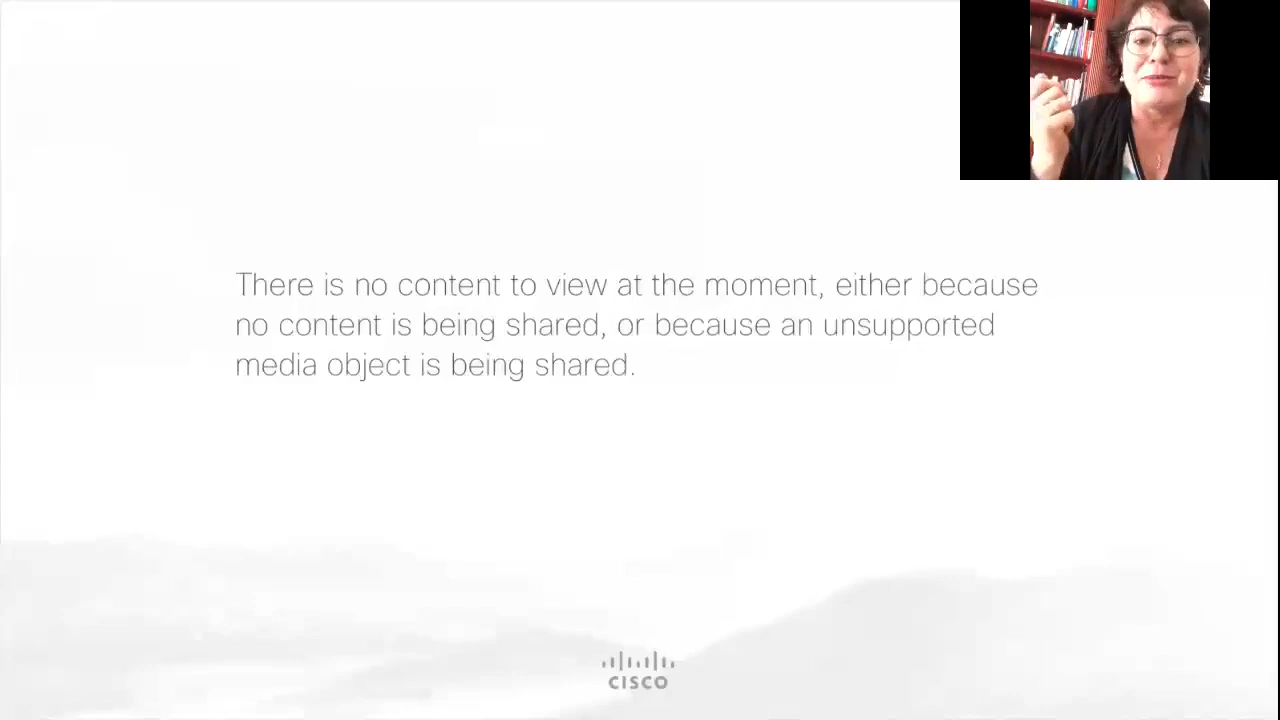 There is no content to view at the moment, either because
no content is being shared, or because an unsupported
media object is being shared.
CISCO